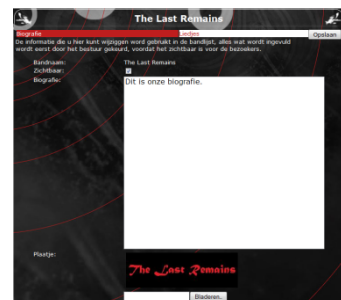 The Last Remains
Biografie Liedjes Opslaan
De informatie die u hier kunt wijzigen word gebruikt in de bandlijst, alles wat wordt ingevuld
wordt eerst door het bestuur gekeurd, voordat het zichtbaar is voor de bezoekers.
Bandnaam: The Last Remains
Zichtbaar:
Biografie: Dit is onze biografie.
Plaatje:
The Last Remains
Bladeren..